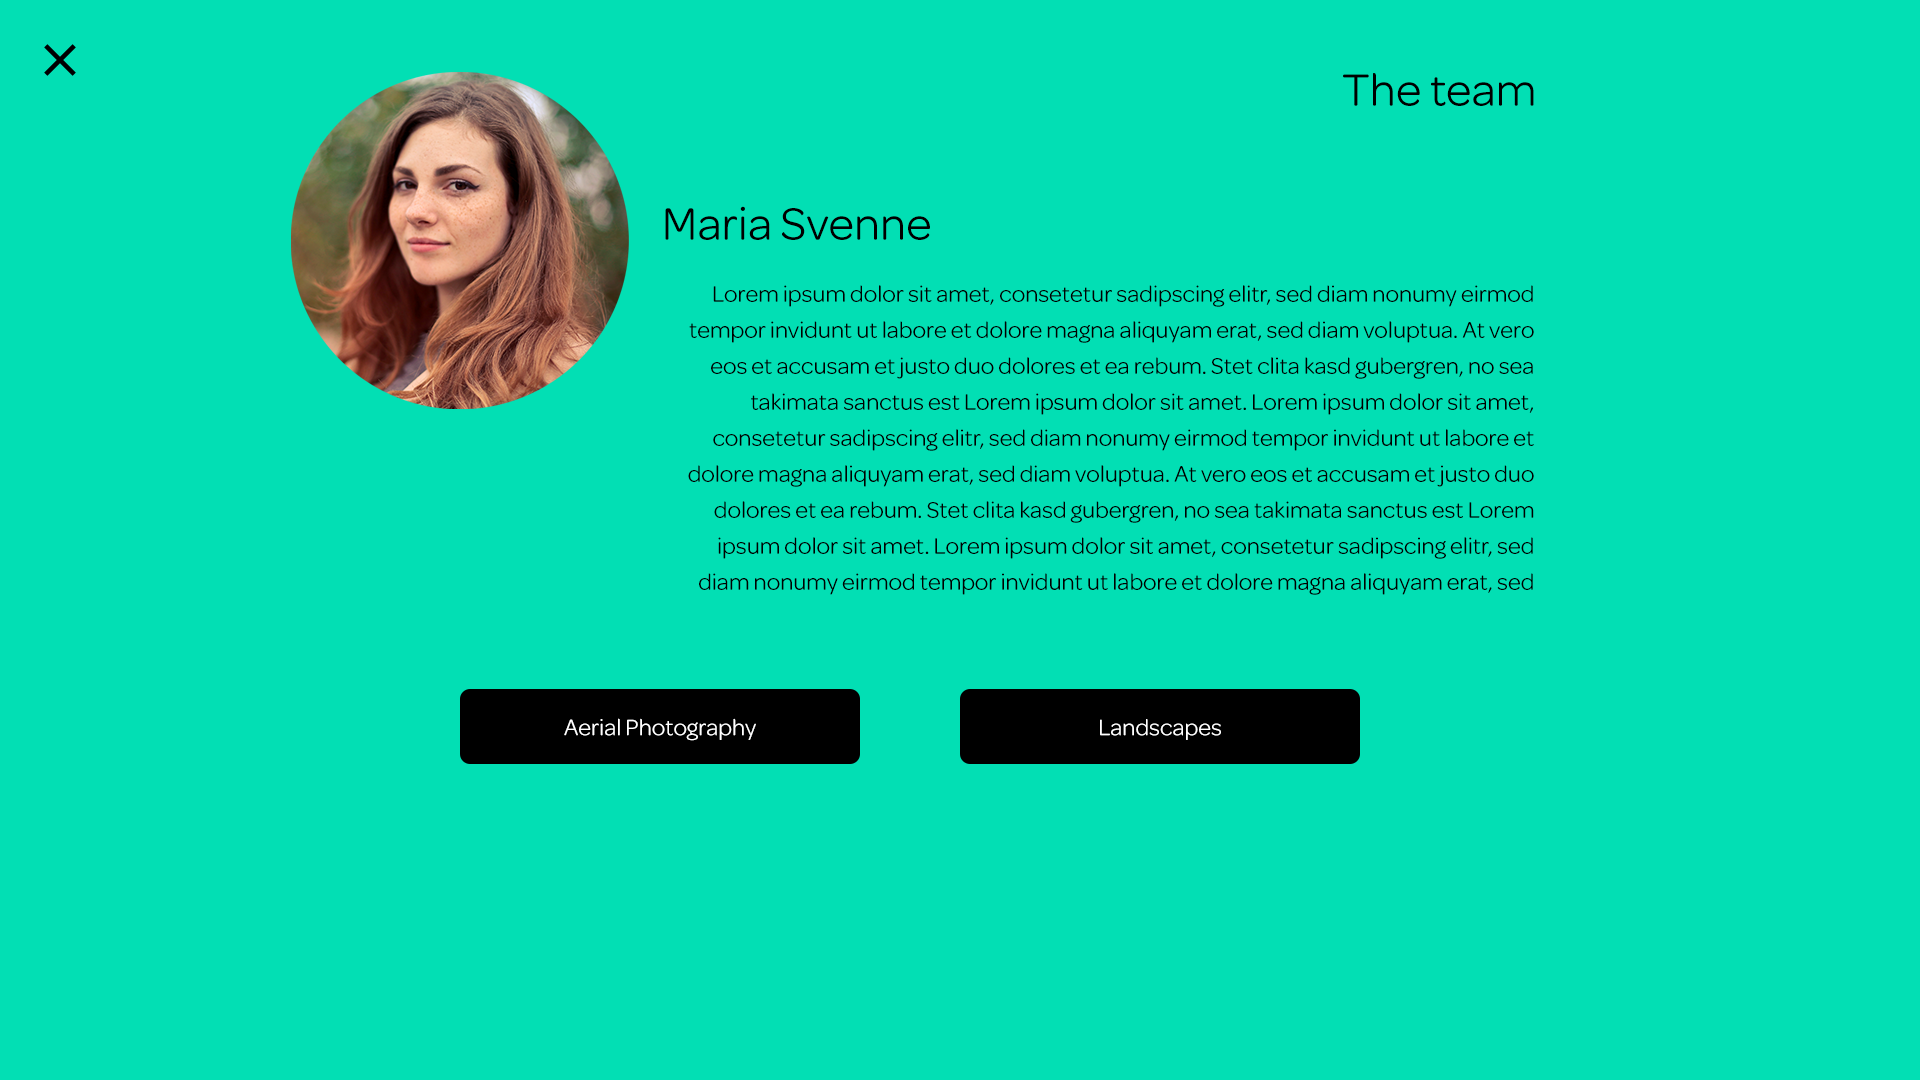 The team
Maria Svenne
Lorem ipsum dolor sit amet, consetetur sadipscing elitr, sed diam nonumy eirmod
tempor invidunt ut labore et dolore magna aliquyam erat, sed diam voluptua. At vero
eos et accusam et justo duo dolores et ea rebum. Stet clita kasd gubergren, no sea
takimata sanctus est Lorem ipsum dolor sit amet. Lorem ipsum dolor sit amet,
consetetur sadipscing elitr, sed diam nonumy eirmod tempor invidunt ut labore et
dolore magna aliquyam erat, sed diam voluptua. At vero eos et accusam et justo duo
dolores et ea rebum. Stet clita kasd gubergren, no sea takimata sanctus est Lorem
ipsum dolor sit amet. Lorem ipsum dolor sit amet, consetetur sadipscing elitr, sed
diam nonumy eirmod tempor invidunt ut labore et dolore magna aliquyam erat, sed
Aerial Photography
Landscapes